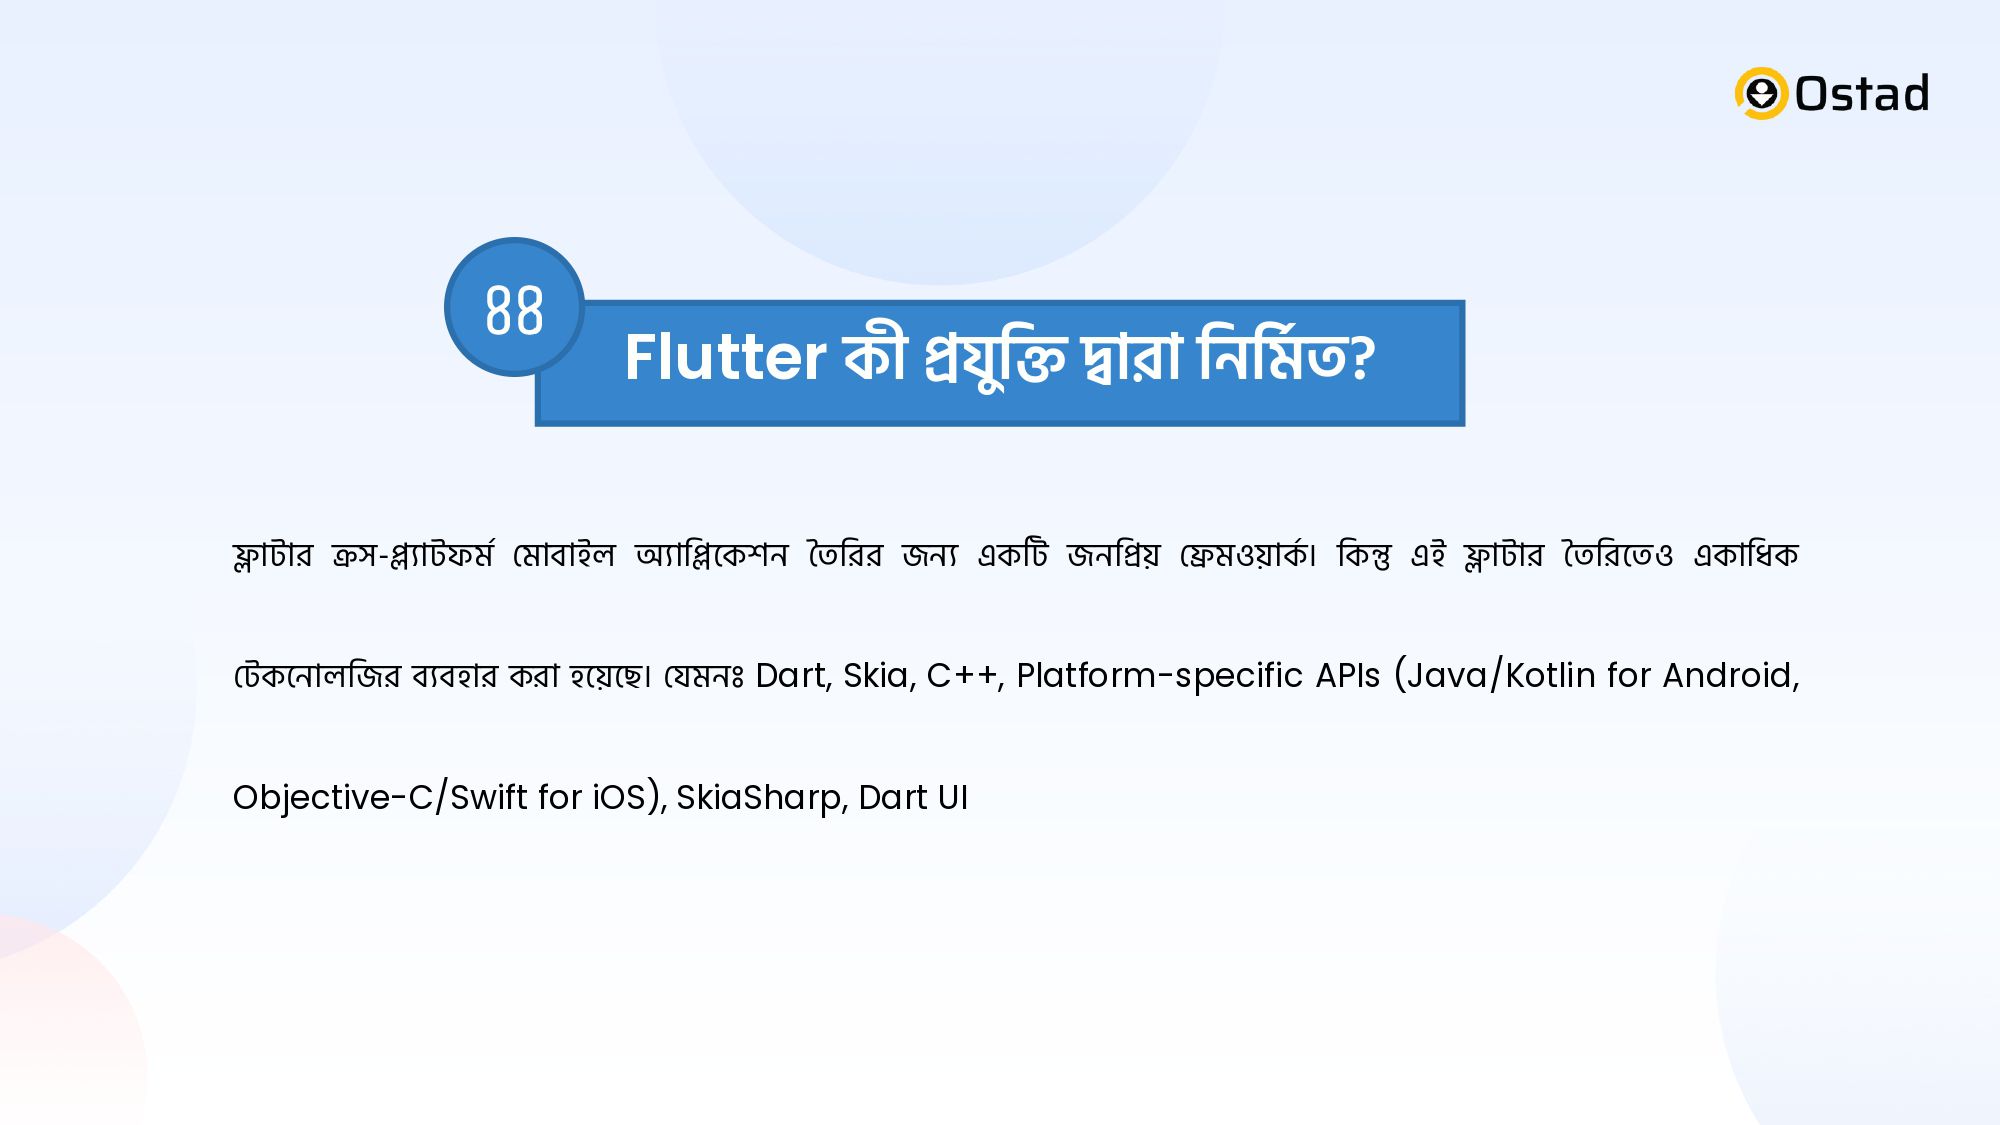 Ostad
৪৪
Flutter কী প্রযুক্তি দ্বারা নির্মিত?
ফ্লাটার ক্রস-প্ল্যাটফর্ম মোবাইল অ্যাপ্লিকেশন তৈরির জন্য একটি জনপ্রিয় ফ্রেমওয়ার্ক। কিন্তু এই ফ্লাটার তৈরিতেও একাধিক
টেকনোলজির ব্যবহার করা হয়েছে। যেমনঃ Dart, Skia, C++, Platform-specific APIs (Java/Kotlin for Android,
Objective-C/Swift for iOS), SkiaSharp, Dart UI